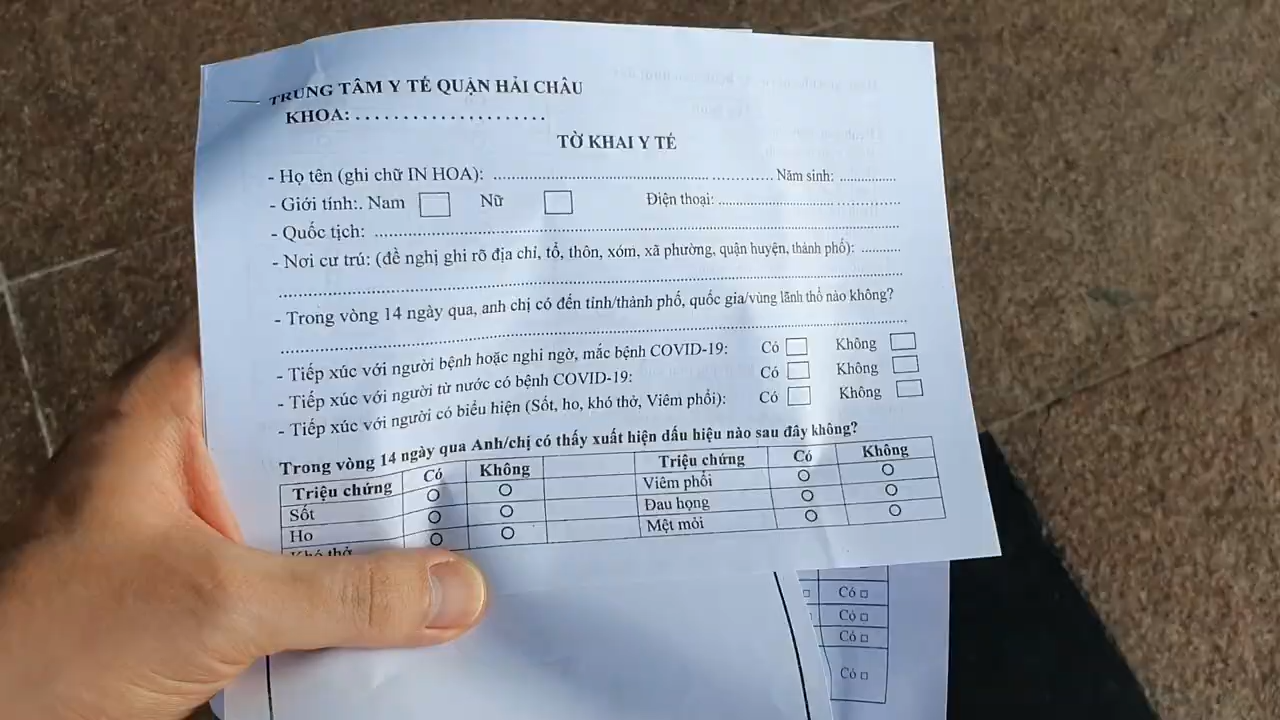 TRUNG TÂM Y TẾ QUẬN HẢI CHÂU
KHOA: .....................
TỜ KHAI Y TẾ
- Họ tên (ghi chữ IN HOA): ........................................................... Năm sinh: ...............
- Giới tính:. Nam □ Nữ □ Điện thoại: ................................................
- Quốc tịch: ....................................................................................
- Nơi cư trú: (đề nghị ghi rõ địa chỉ, tổ, thôn, xóm, xã phường, quận huyện, thành phố): ..........
....................................................................................
- Trong vòng 14 ngày qua, anh chị có đến tỉnh/thành phố, quốc gia/vùng lãnh thổ nào không?
....................................................................................
- Tiếp xúc với người bệnh hoặc nghi ngờ, mắc bệnh COVID-19: Có □ Không □
- Tiếp xúc với người từ nước có bệnh COVID-19: Có □ Không □
- Tiếp xúc với người có biểu hiện (Sốt, ho, khó thở, Viêm phổi): Có □ Không □
Trong vòng 14 ngày qua Anh/chị có thấy xuất hiện dấu hiệu nào sau đây không?
Triệu chứng Có Không Triệu chứng Có Không
Sốt ○ ○ Viêm phổi ○ ○
Ho ○ ○ Đau họng ○ ○
Khó thở ○ ○ Mệt mỏi ○ ○
Có □
Có □
Có □
Có □